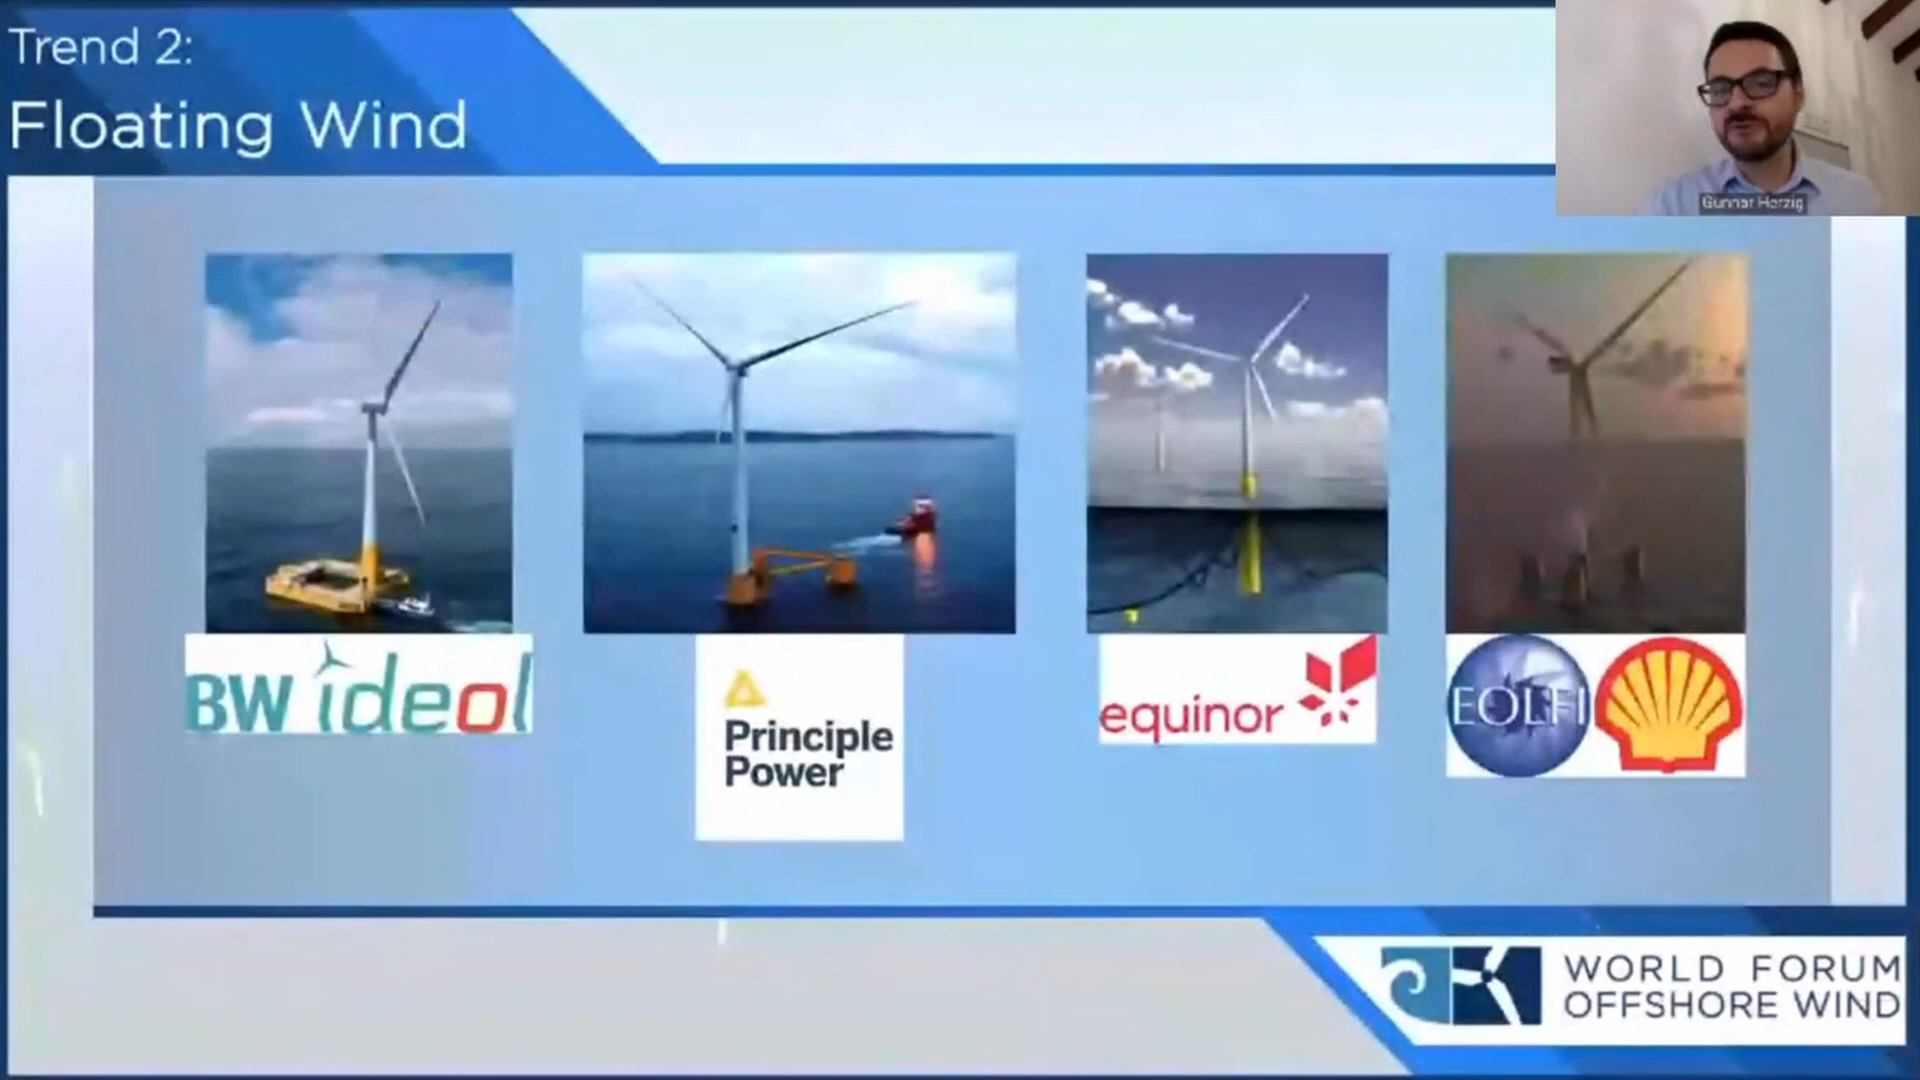 Trend 2:
Floating Wind
Gunnar Herzig
BW ideol
Principle
Power
equinor
EOLFI
WORLD FORUM
OFFSHORE WIND